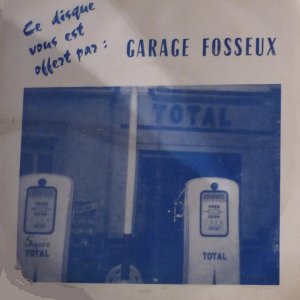 Ce disque
vous est
offert par :
GARAGE FOSSEUX
TOTAL
Super
TOTAL
TOTAL